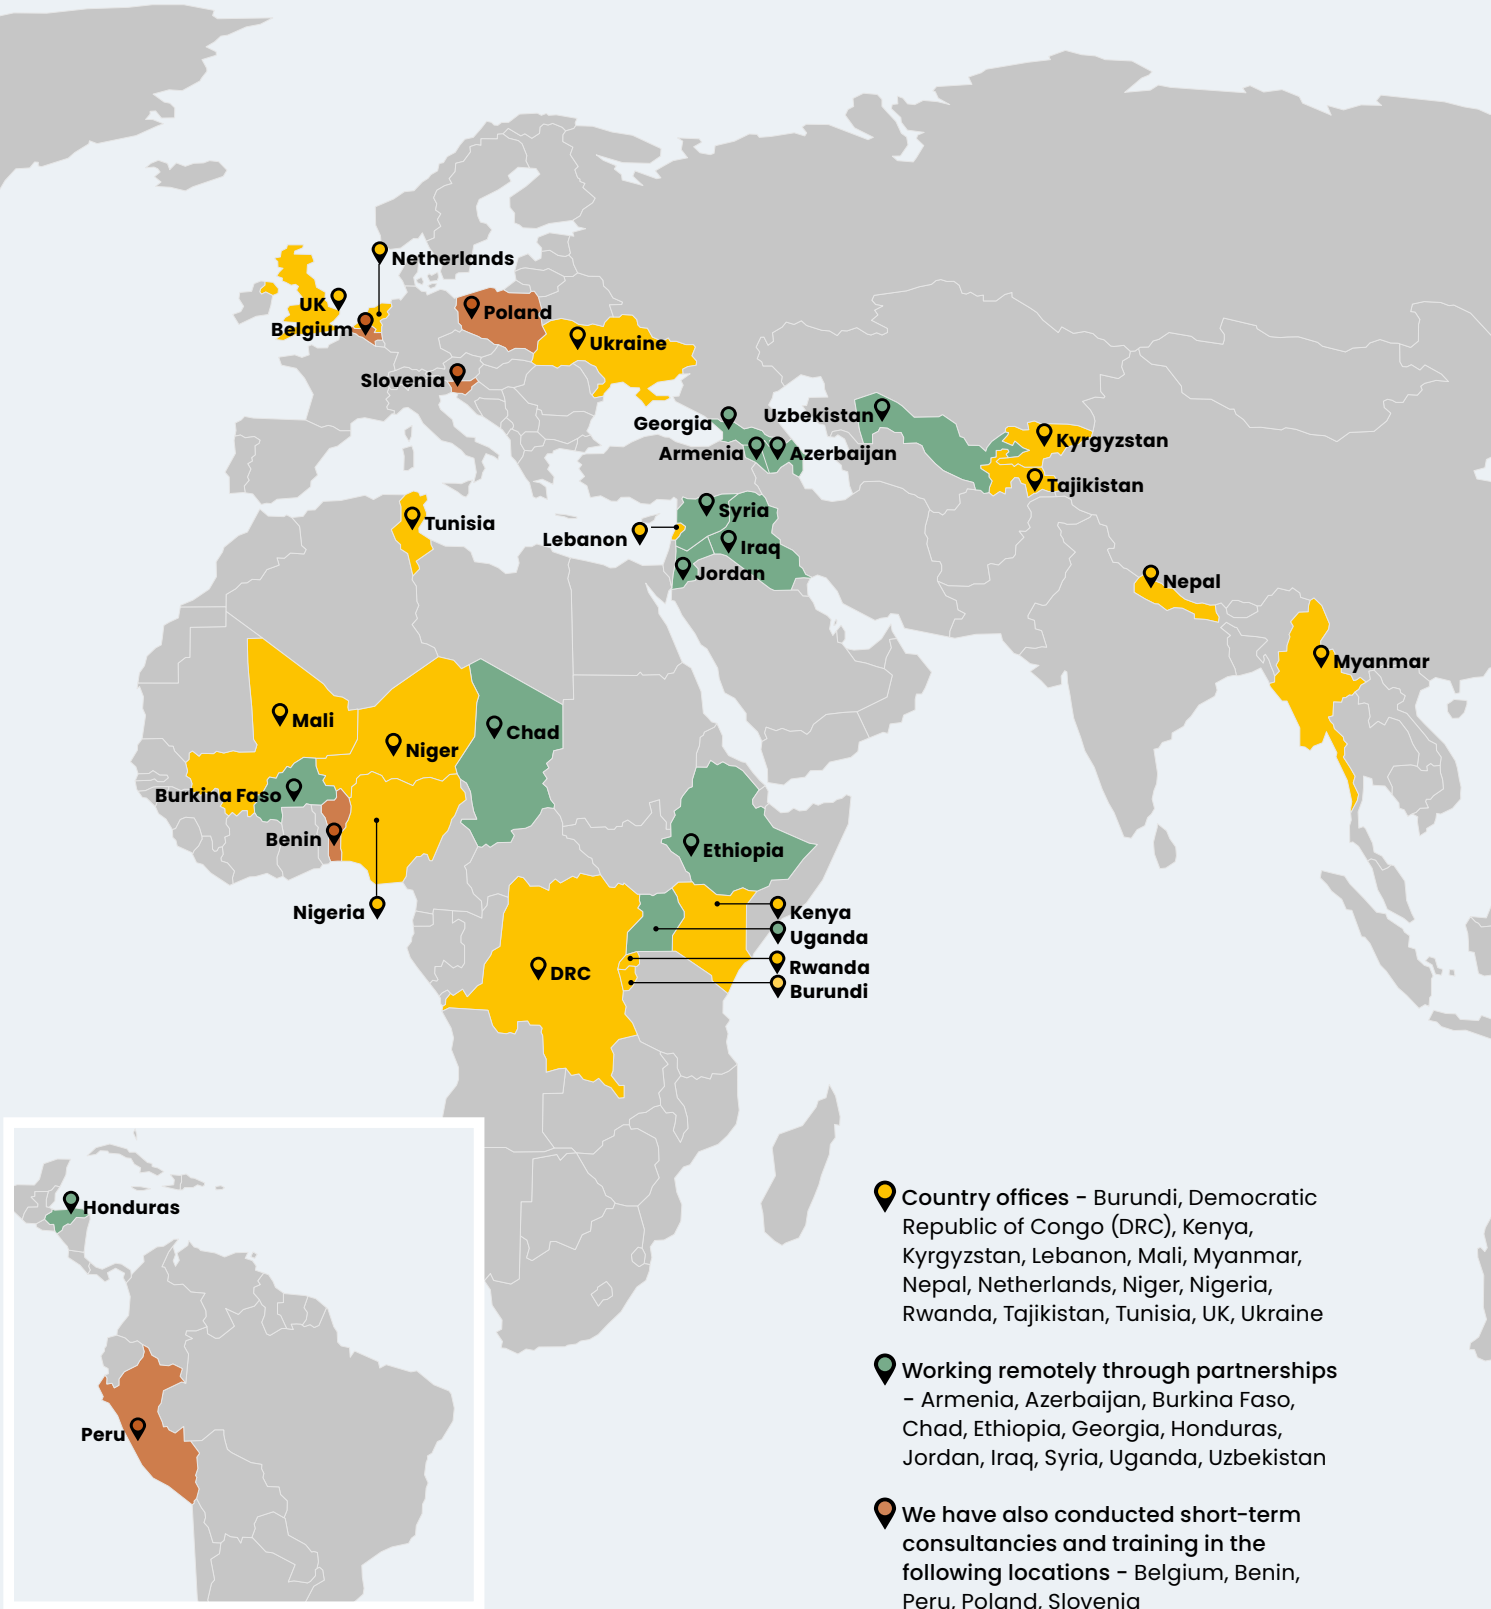 Netherlands
UK
Belgium
Poland
Ukraine
Slovenia
Georgia
Uzbekistan
Armenia
Azerbaijan
Kyrgyzstan
Tajikistan
Tunisia
Syria
Lebanon
Iraq
Jordan
Nepal
Myanmar
Mali
Niger
Chad
Burkina Faso
Benin
Ethiopia
Nigeria
Kenya
Uganda
Rwanda
DRC
Burundi
Honduras
Peru
Country offices - Burundi, Democratic
Republic of Congo (DRC), Kenya,
Kyrgyzstan, Lebanon, Mali, Myanmar,
Nepal, Netherlands, Niger, Nigeria,
Rwanda, Tajikistan, Tunisia, UK, Ukraine
Working remotely through partnerships
- Armenia, Azerbaijan, Burkina Faso,
Chad, Ethiopia, Georgia, Honduras,
Jordan, Iraq, Syria, Uganda, Uzbekistan
We have also conducted short-term
consultancies and training in the
following locations - Belgium, Benin,
Peru, Poland, Slovenia